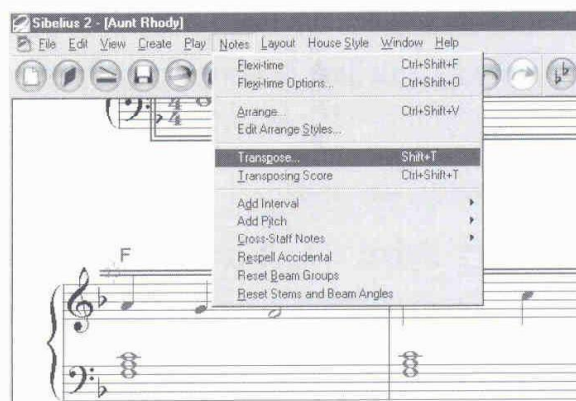 Sibelius 2 - [Aunt Rhody]
File Edit View Create Play Notes Layout House Style Window Help
Flexi-time Ctrl+Shift+F
Flexi-time Options... Ctrl+Shift+O
Arrange... Ctrl+Shift+V
Edit Arrange Styles...
Transpose... Shift+T
Transposing Score Ctrl+Shift+T
Add Interval
Add Pitch
Cross-Staff Notes
Respell Accidental
Reset Beam Groups
Reset Stems and Beam Angles
4
4
F